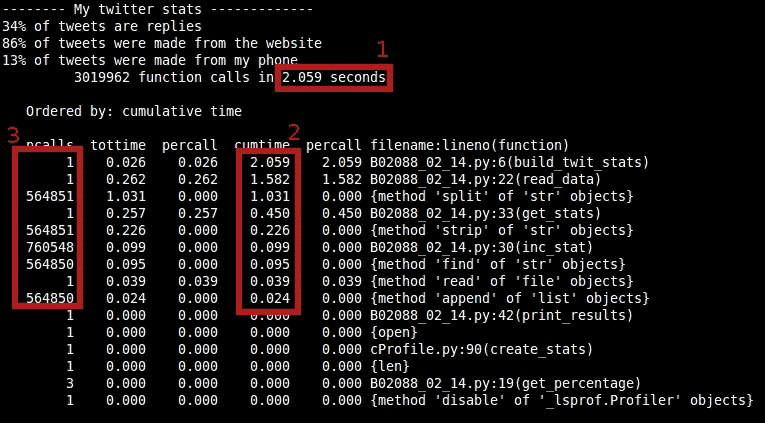 -------- My twitter stats -------------
34% of tweets are replies
86% of tweets were made from the website
1
13% of tweets were made from my phone
3019962 function calls in 2.059 seconds
Ordered by: cumulative time
3 2
ncalls tottime percall cumtime percall filename:lineno(function)
1 0.026 0.026 2.059 2.059 B02088_02_14.py:6(build_twit_stats)
1 0.262 0.262 1.582 1.582 B02088_02_14.py:22(read_data)
564851 1.031 0.000 1.031 0.000 {method 'split' of 'str' objects}
1 0.257 0.257 0.450 0.450 B02088_02_14.py:33(get_stats)
564851 0.226 0.000 0.226 0.000 {method 'strip' of 'str' objects}
760548 0.099 0.000 0.099 0.000 B02088_02_14.py:30(inc_stat)
564850 0.095 0.000 0.095 0.000 {method 'find' of 'str' objects}
1 0.039 0.039 0.039 0.039 {method 'read' of 'file' objects}
564850 0.024 0.000 0.024 0.000 {method 'append' of 'list' objects}
1 0.000 0.000 0.000 0.000 B02088_02_14.py:42(print_results)
1 0.000 0.000 0.000 0.000 {open}
1 0.000 0.000 0.000 0.000 cProfile.py:90(create_stats)
1 0.000 0.000 0.000 0.000 {len}
3 0.000 0.000 0.000 0.000 B02088_02_14.py:19(get_percentage)
1 0.000 0.000 0.000 0.000 {method 'disable' of '_lsprof.Profiler' objects}